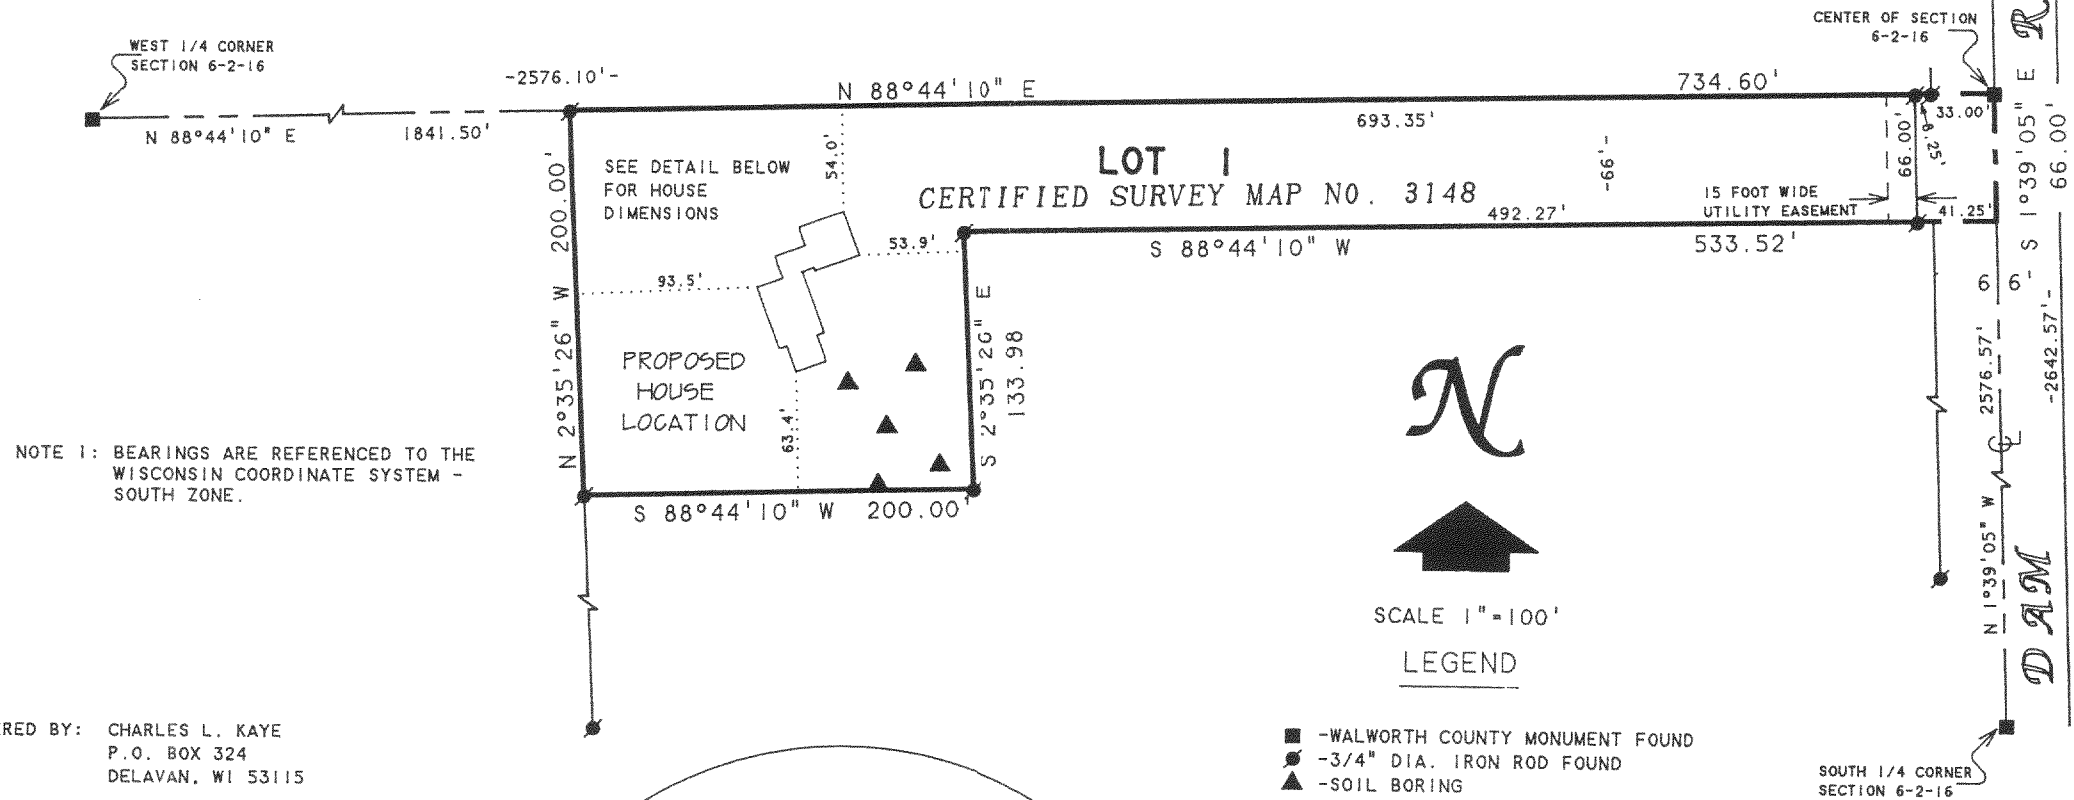 CENTER OF SECTION
6-2-16
WEST 1/4 CORNER
SECTION 6-2-16
-2576.10'-
N 88°44'10" E
734.60'
N 88°44'10" E
1841.50'
693.35'
33.00'
8.25'
66.00'
S 1°39'05" E
66.00'
R
200.00'
N 2°35'26" W
SEE DETAIL BELOW
FOR HOUSE
DIMENSIONS
54.0'
LOT 1
CERTIFIED SURVEY MAP NO. 3148
-66'-
15 FOOT WIDE
UTILITY EASEMENT
41.25'
492.27'
S 88°44'10" W
533.52'
53.9'
93.5'
66'
S 2°35'26" E
133.98
2576.57'
-2642.57'-
PROPOSED
HOUSE
LOCATION
63.4'
N
CL
NOTE 1: BEARINGS ARE REFERENCED TO THE
WISCONSIN COORDINATE SYSTEM -
SOUTH ZONE.
S 88°44'10" W 200.00'
N 1°39'05" W
DAM
SCALE 1"=100'
LEGEND
-WALWORTH COUNTY MONUMENT FOUND
-3/4" DIA. IRON ROD FOUND
-SOIL BORING
RED BY: CHARLES L. KAYE
P.O. BOX 324
DELAVAN, WI 53115
SOUTH 1/4 CORNER
SECTION 6-2-16